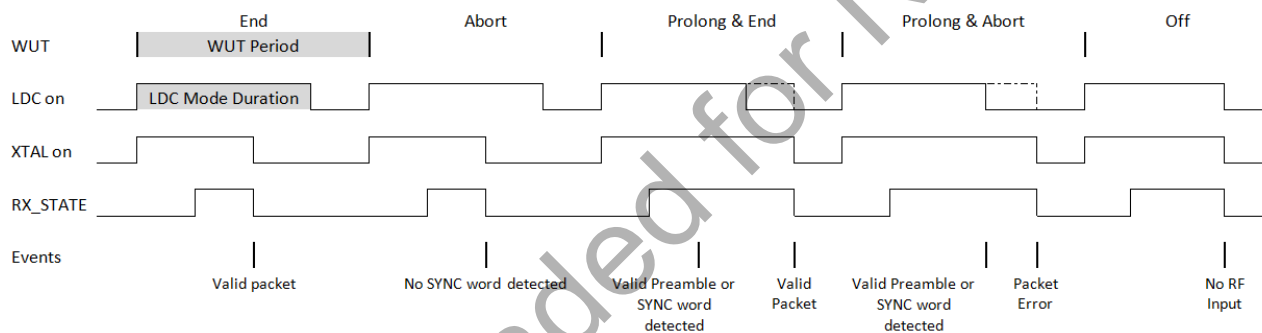 End Abort Prolong & End Prolong & Abort Off
WUT WUT Period
LDC on LDC Mode Duration
XTAL on
RX_STATE
Events
Valid packet No SYNC word detected Valid Preamble or Valid Valid Preamble or Packet No RF
SYNC word Packet SYNC word Error Input
detected detected
ded for